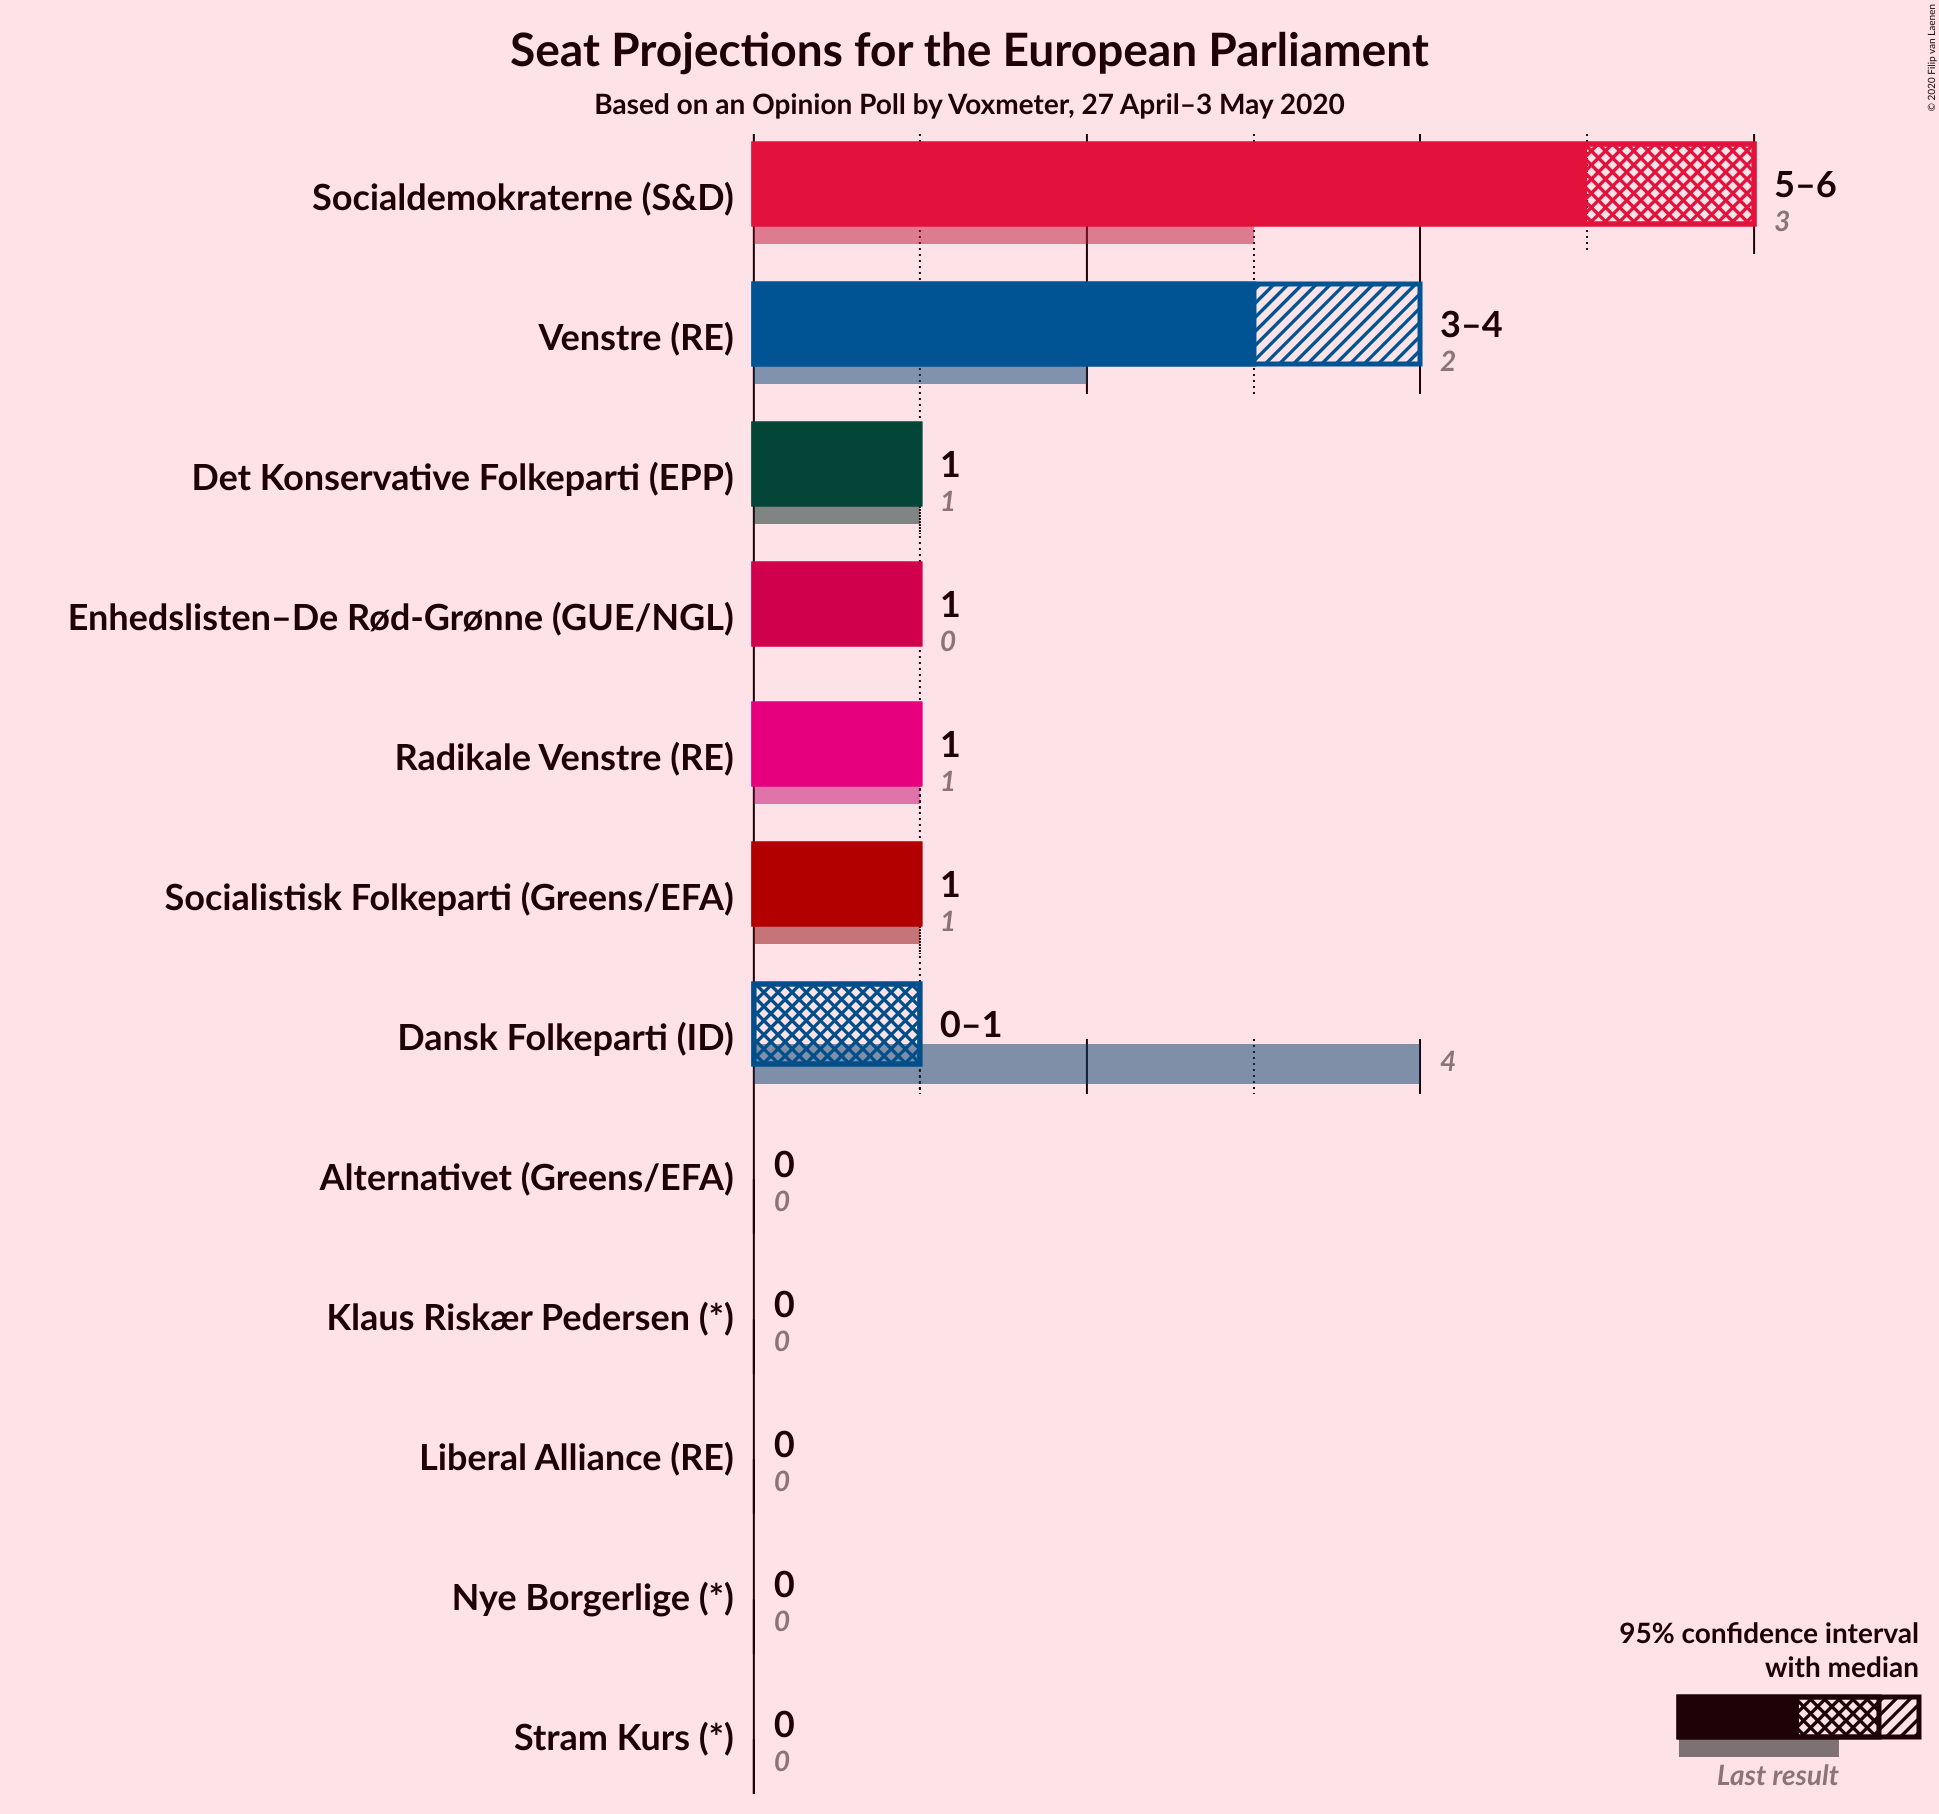 Seat Projections for the European Parliament
Based on an Opinion Poll by Voxmeter, 27 April–3 May 2020
© 2020 Filip van Laenen
Socialdemokraterne (S&D)
5–6
3
Venstre (RE)
3–4
2
Det Konservative Folkeparti (EPP)
1
1
Enhedslisten–De Rød-Grønne (GUE/NGL)
1
0
Radikale Venstre (RE)
1
1
Socialistisk Folkeparti (Greens/EFA)
1
1
Dansk Folkeparti (ID)
0–1
4
Alternativet (Greens/EFA)
0
0
Klaus Riskær Pedersen (*)
0
0
Liberal Alliance (RE)
0
0
Nye Borgerlige (*)
0
0
Stram Kurs (*)
0
0
95% confidence interval
with median
Last result